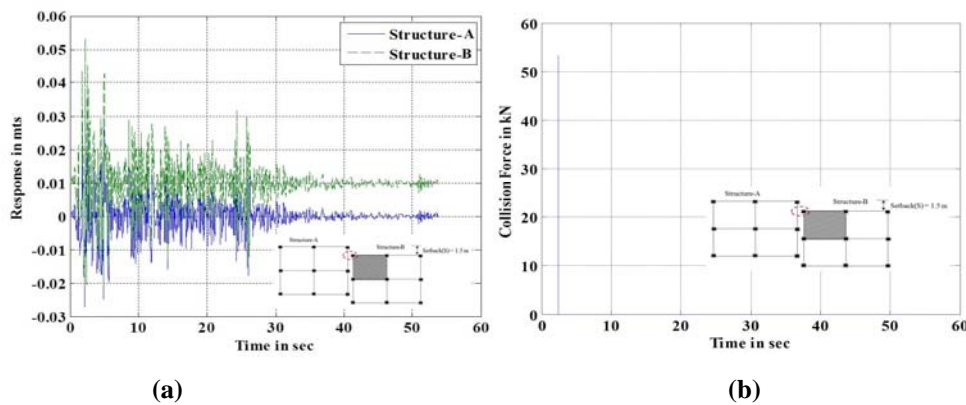 0.06
0.05
0.04
0.03
0.02
0.01
0
-0.01
-0.02
-0.03
Response in mts
Structure-A
Structure-B
Structure-A
Structure-B
Setback(S) = 1.5 m
0 10 20 30 40 50 60
Time in sec
(a)
60
50
40
30
20
10
0
Collision Force in kN
Structure-A
Structure-B
Setback(S) = 1.5 m
0 10 20 30 40 50 60
Time in sec
(b)